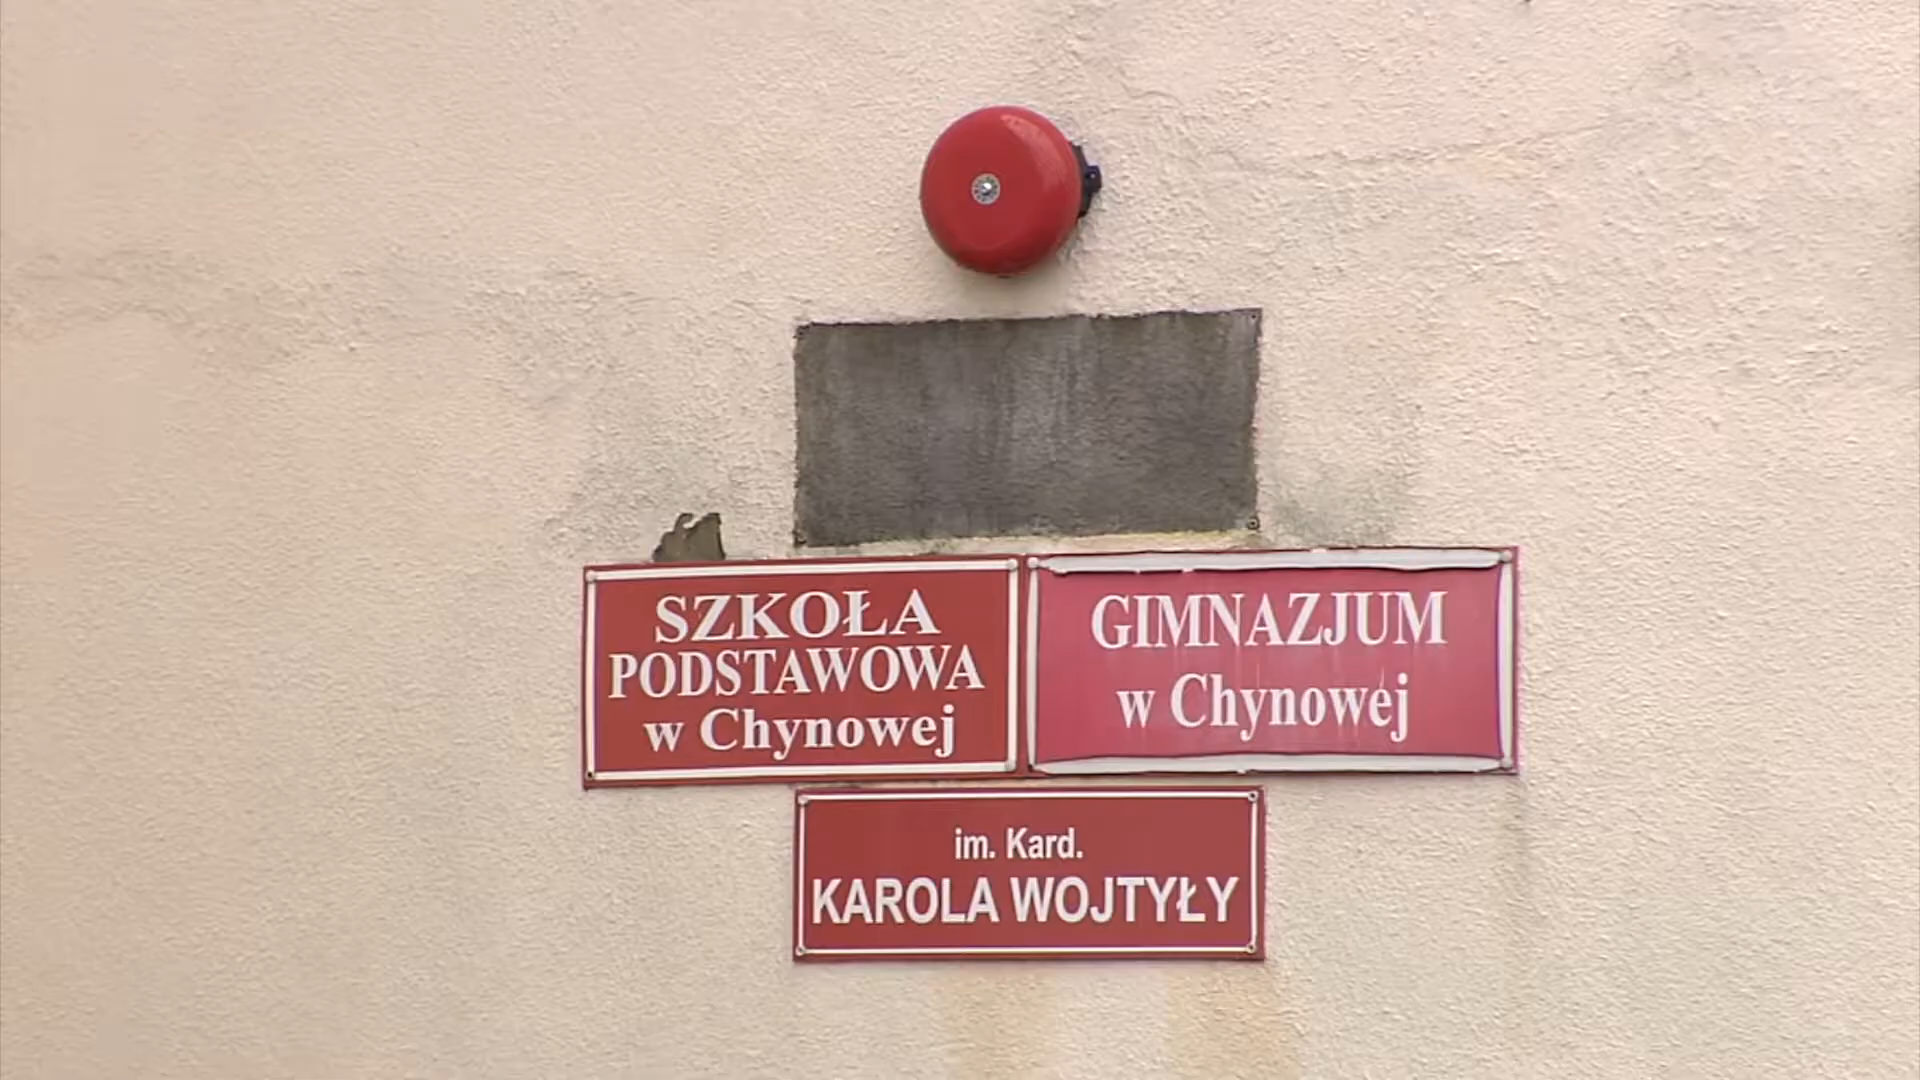 SZKOŁA
PODSTAWOWA
w Chynowej
GIMNAZJUM
w Chynowej
im. Kard.
KAROLA WOJTYŁY